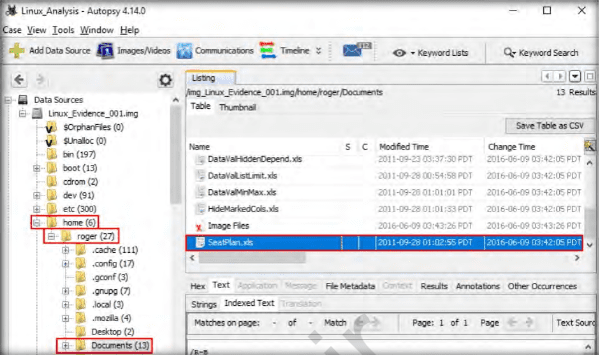 Linux_Analysis - Autopsy 4.14.0
Case View Tools Window Help
Add Data Source Images/Videos Communications Timeline Keyword Lists Keyword Search
Listing
/img_Linux_Evidence_001.img/home/roger/Documents
13 Results
Table Thumbnail
Save Table as CSV
Name S C Modified Time Change Time
DataValHiddenDepend.xls 2011-09-23 03:37:30 PDT 2016-06-09 03:42:05 PDT
DataValListLimit.xls 2011-09-28 00:54:58 PDT 2016-06-09 03:42:05 PDT
DataValMinMax.xls 2011-09-28 01:01:01 PDT 2016-06-09 03:42:05 PDT
HideMarkedCols.xls 2011-09-28 01:01:33 PDT 2016-06-09 03:42:05 PDT
Image Files 2016-06-09 03:43:26 PDT 2016-06-09 03:43:26 PDT
SeatPlan.xls 2011-09-28 01:02:55 PDT 2016-06-09 03:42:05 PDT
Data Sources
Linux_Evidence_001.img
$OrphanFiles (0)
$Unalloc (0)
bin (197)
boot (13)
cdrom (2)
dev (91)
etc (300)
home (6)
roger (27)
.cache (111)
.config (17)
.gconf (3)
.gnupg (7)
.local (3)
.mozilla (4)
Desktop (2)
Documents (13)
Hex Text Application Message File Metadata Context Results Annotations Other Occurrences
Strings Indexed Text Translation
Matches on page: - of - Match Page: 1 of 1 Page Text Sourc
/R-M